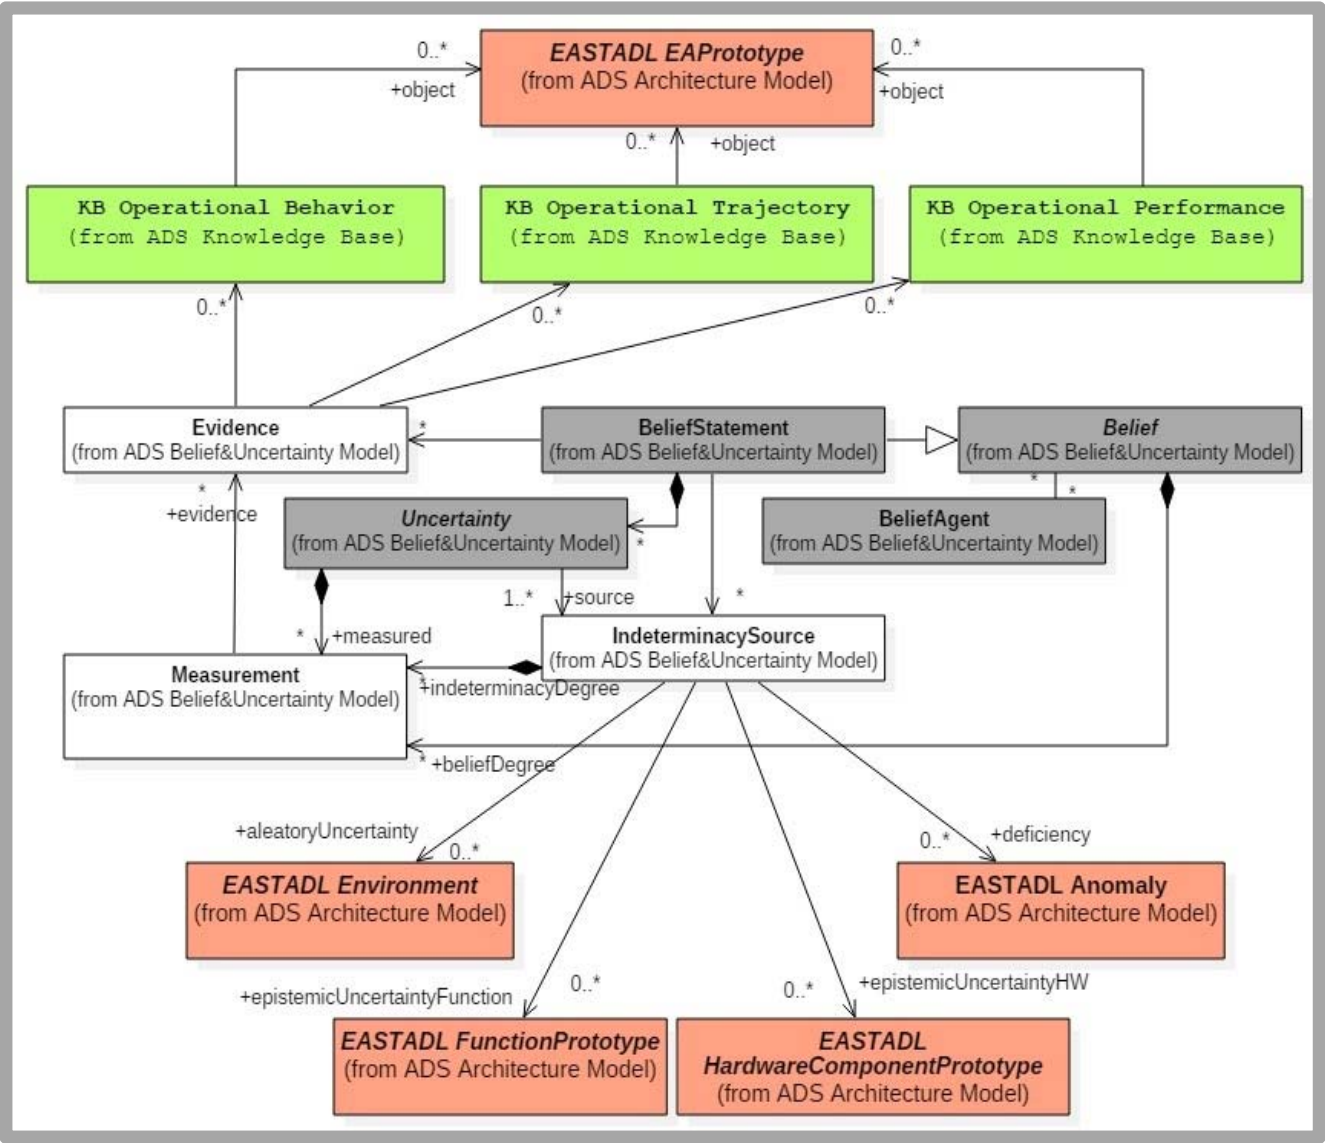 EASTADL EAPrototype
(from ADS Architecture Model)
0..*
+object
0..*
+object
0..*
+object
KB Operational Behavior
(from ADS Knowledge Base)
KB Operational Trajectory
(from ADS Knowledge Base)
KB Operational Performance
(from ADS Knowledge Base)
0..*
0..*
0..*
Evidence
(from ADS Belief&Uncertainty Model)
*
BeliefStatement
(from ADS Belief&Uncertainty Model)
Belief
(from ADS Belief&Uncertainty Model)
*
+evidence
Uncertainty
(from ADS Belief&Uncertainty Model)
*
*
*
BeliefAgent
(from ADS Belief&Uncertainty Model)
1..*
+source
*
*
+measured
IndeterminacySource
(from ADS Belief&Uncertainty Model)
Measurement
(from ADS Belief&Uncertainty Model)
*
+indeterminacyDegree
*
+beliefDegree
+aleatoryUncertainty
0..*
0..*
+deficiency
EASTADL Environment
(from ADS Architecture Model)
EASTADL Anomaly
(from ADS Architecture Model)
+epistemicUncertaintyFunction
0..*
0..*
+epistemicUncertaintyHW
EASTADL FunctionPrototype
(from ADS Architecture Model)
EASTADL
HardwareComponentPrototype
(from ADS Architecture Model)